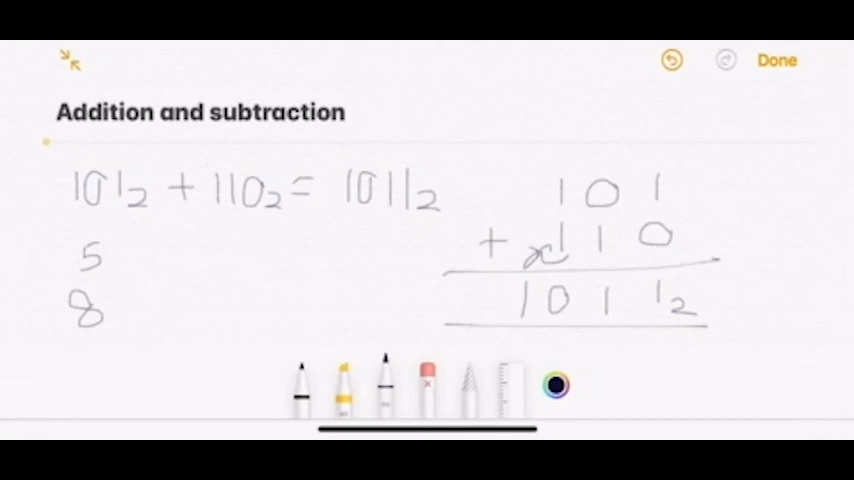 Done
Addition and subtraction
101₂ + 110₂ = 1011₂
101
+ 110
1011₂
5
8